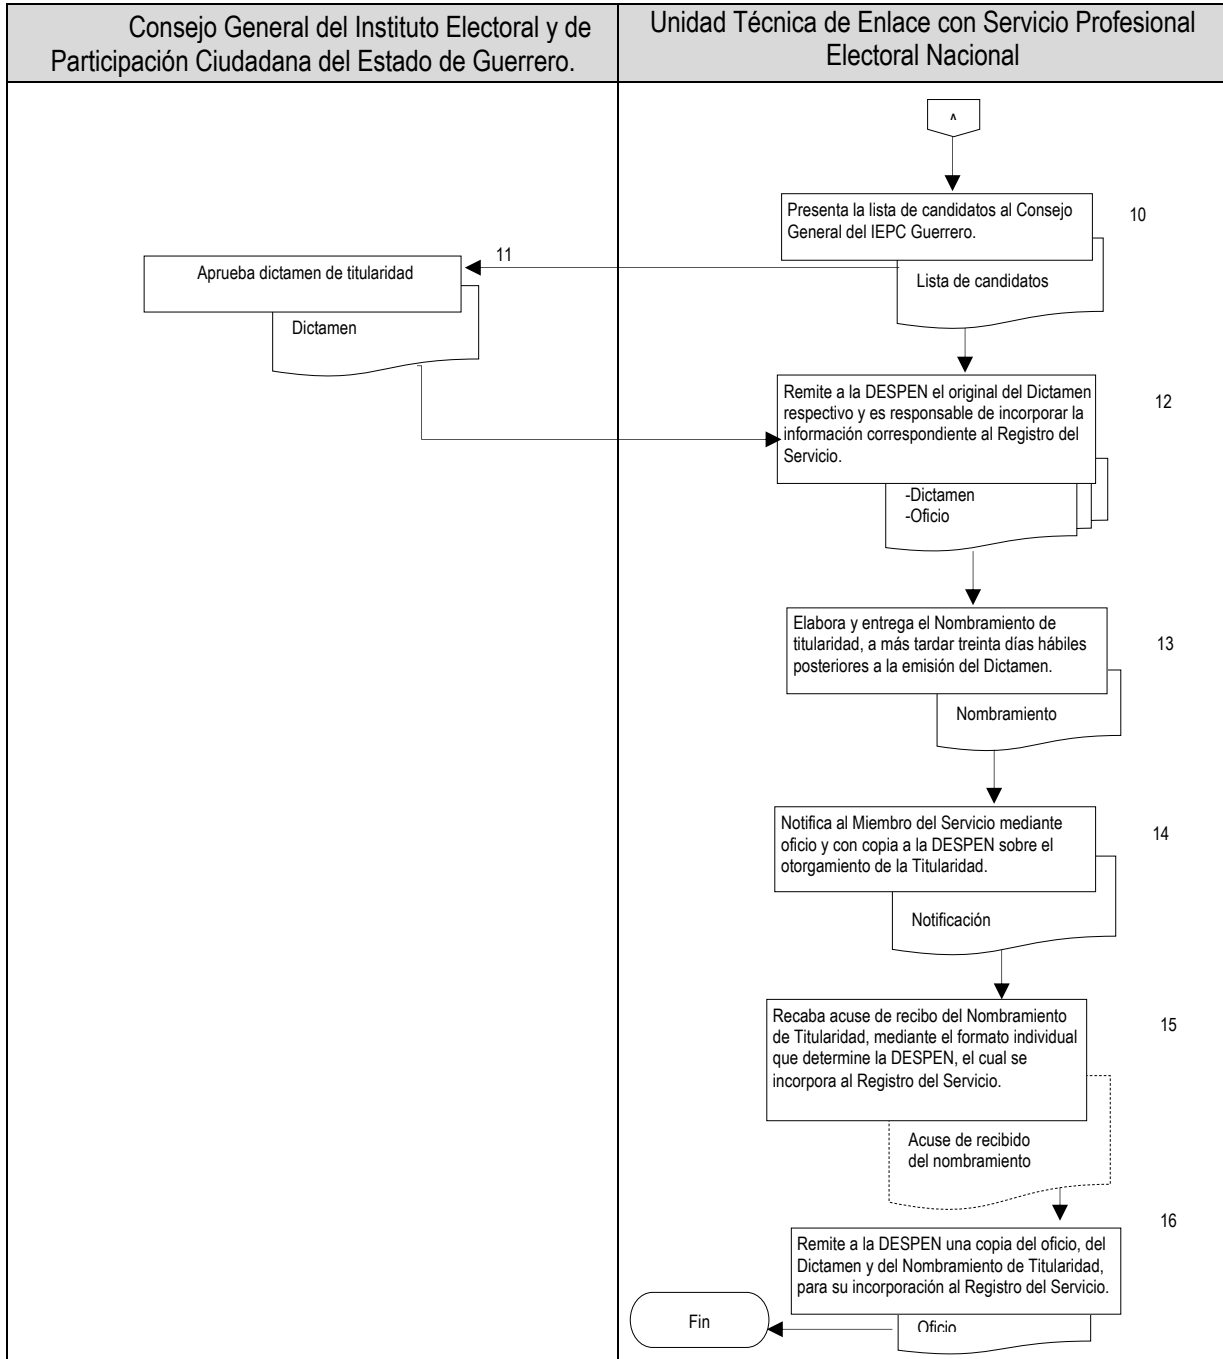 Consejo General del Instituto Electoral y de
Participación Ciudadana del Estado de Guerrero.
Unidad Técnica de Enlace con Servicio Profesional
Electoral Nacional
A
Presenta la lista de candidatos al Consejo
General del IEPC Guerrero.
10
Lista de candidatos
11
Aprueba dictamen de titularidad
Dictamen
Remite a la DESPEN el original del Dictamen
respectivo y es responsable de incorporar la
información correspondiente al Registro del
Servicio.
12
-Dictamen
-Oficio
Elabora y entrega el Nombramiento de
titularidad, a más tardar treinta días hábiles
posteriores a la emisión del Dictamen.
13
Nombramiento
Notifica al Miembro del Servicio mediante
oficio y con copia a la DESPEN sobre el
otorgamiento de la Titularidad.
14
Notificación
Recaba acuse de recibo del Nombramiento
de Titularidad, mediante el formato individual
que determine la DESPEN, el cual se
incorpora al Registro del Servicio.
15
Acuse de recibido
del nombramiento
16
Remite a la DESPEN una copia del oficio, del
Dictamen y del Nombramiento de Titularidad,
para su incorporación al Registro del Servicio.
Oficio
Fin